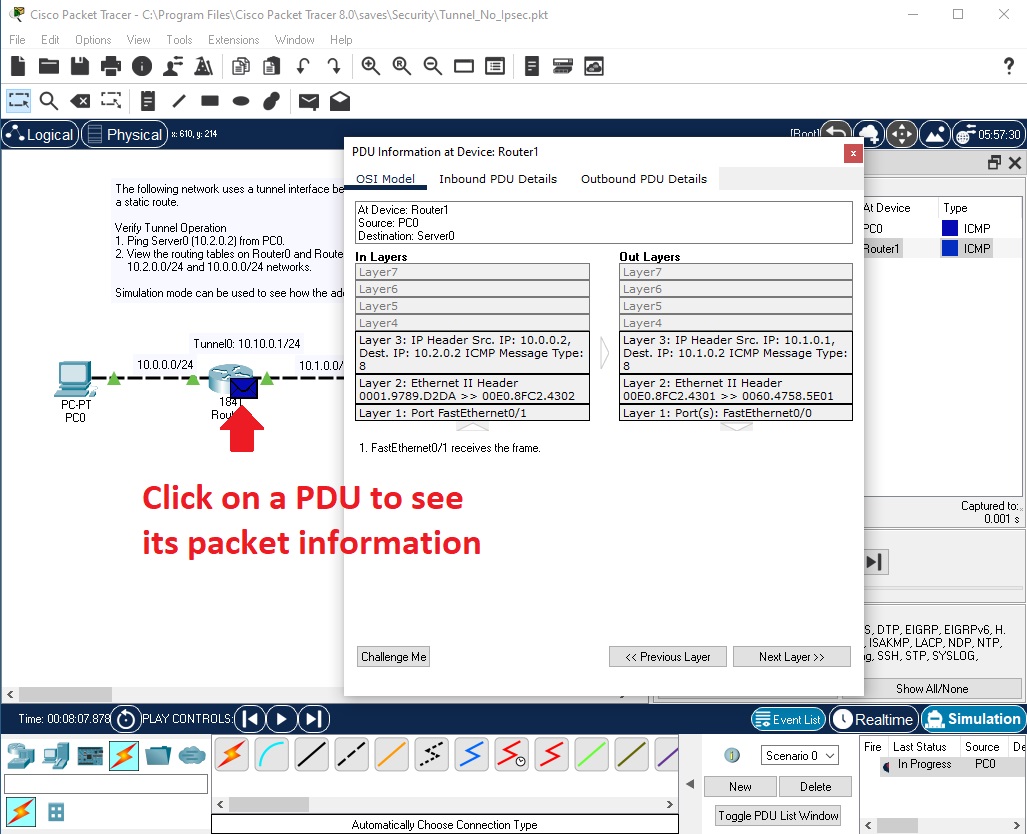 Cisco Packet Tracer - C:\Program Files\Cisco Packet Tracer 8.0\saves\Security\Tunnel_No_Ipsec.pkt
File Edit Options View Tools Extensions Window Help
?
Logical Physical x: 610, y: 214 [Root] 05:57:30
PDU Information at Device: Router1 x
OSI Model Inbound PDU Details Outbound PDU Details
At Device: Router1
Source: PC0
Destination: Server0
In Layers Out Layers
Layer7 Layer7
Layer6 Layer6
Layer5 Layer5
Layer4 Layer4
Layer 3: IP Header Src. IP: 10.0.0.2, Layer 3: IP Header Src. IP: 10.1.0.1,
Dest. IP: 10.2.0.2 ICMP Message Type: Dest. IP: 10.1.0.2 ICMP Message Type:
8 8
Layer 2: Ethernet II Header Layer 2: Ethernet II Header
0001.9789.D2DA >> 00E0.8FC2.4302 00E0.8FC2.4301 >> 0060.4758.5E01
Layer 1: Port FastEthernet0/1 Layer 1: Port(s): FastEthernet0/0
1. FastEthernet0/1 receives the frame.
Challenge Me << Previous Layer Next Layer >>
The following network uses a tunnel interface be
a static route.
Verify Tunnel Operation
1. Ping Server0 (10.2.0.2) from PC0.
2. View the routing tables on Router0 and Route
10.2.0.0/24 and 10.0.0.0/24 networks.
Simulation mode can be used to see how the ad
Tunnel0: 10.10.0.1/24
10.0.0.0/24 10.1.0.0/
PC-PT
PC0
1841
Rou
Click on a PDU to see
its packet information
At Device Type
PC0 ICMP
Router1 ICMP
Captured to:
0.001 s
S, DTP, EIGRP, EIGRPv6, H.
ISAKMP, LACP, NDP, NTP,
g, SSH, STP, SYSLOG,
Show All/None
Time: 00:08:07.878 PLAY CONTROLS: Event List Realtime Simulation
Scenario 0
New Delete
Toggle PDU List Window
Automatically Choose Connection Type
Fire Last Status Source De
In Progress PC0